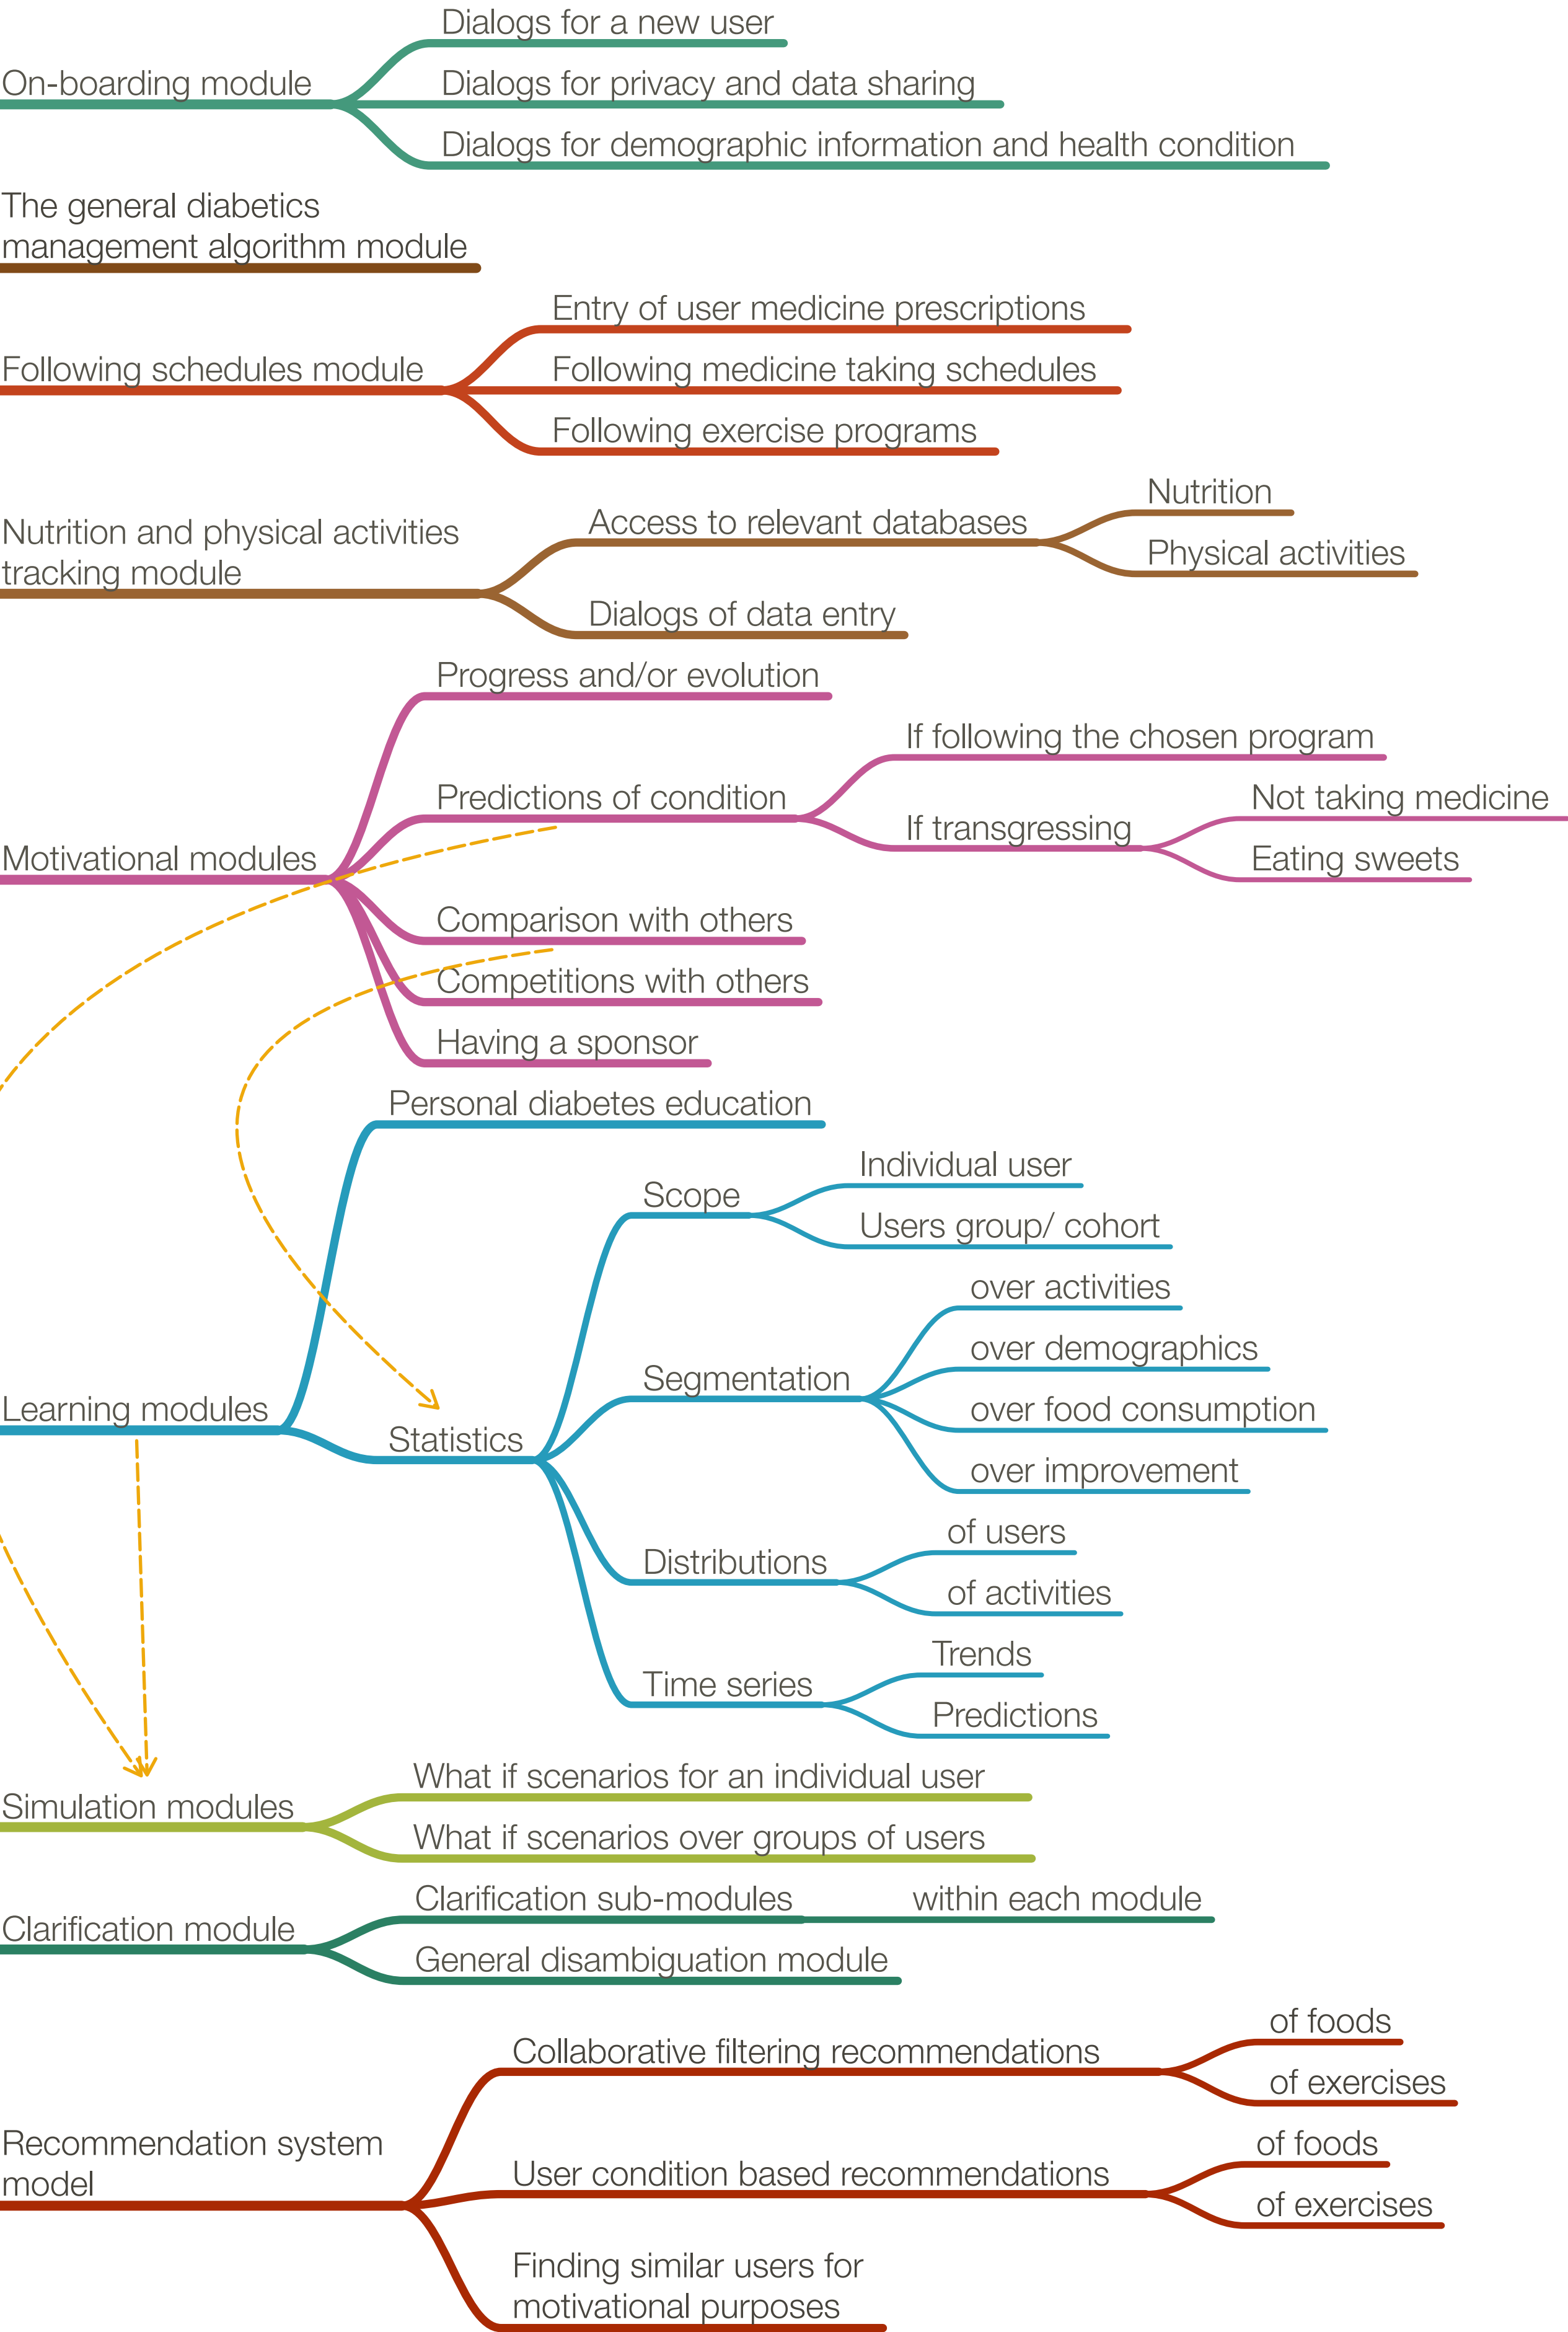 On-boarding module
Dialogs for a new user
Dialogs for privacy and data sharing
Dialogs for demographic information and health condition
The general diabetics
management algorithm module
Following schedules module
Entry of user medicine prescriptions
Following medicine taking schedules
Following exercise programs
Nutrition and physical activities
tracking module
Access to relevant databases
Nutrition
Physical activities
Dialogs of data entry
Motivational modules
Progress and/or evolution
Predictions of condition
If following the chosen program
If transgressing
Not taking medicine
Eating sweets
Comparison with others
Competitions with others
Having a sponsor
Learning modules
Personal diabetes education
Statistics
Scope
Individual user
Users group/ cohort
Segmentation
over activities
over demographics
over food consumption
over improvement
Distributions
of users
of activities
Time series
Trends
Predictions
Simulation modules
What if scenarios for an individual user
What if scenarios over groups of users
Clarification module
Clarification sub-modules
within each module
General disambiguation module
Recommendation system
model
Collaborative filtering recommendations
of foods
of exercises
User condition based recommendations
of foods
of exercises
Finding similar users for
motivational purposes